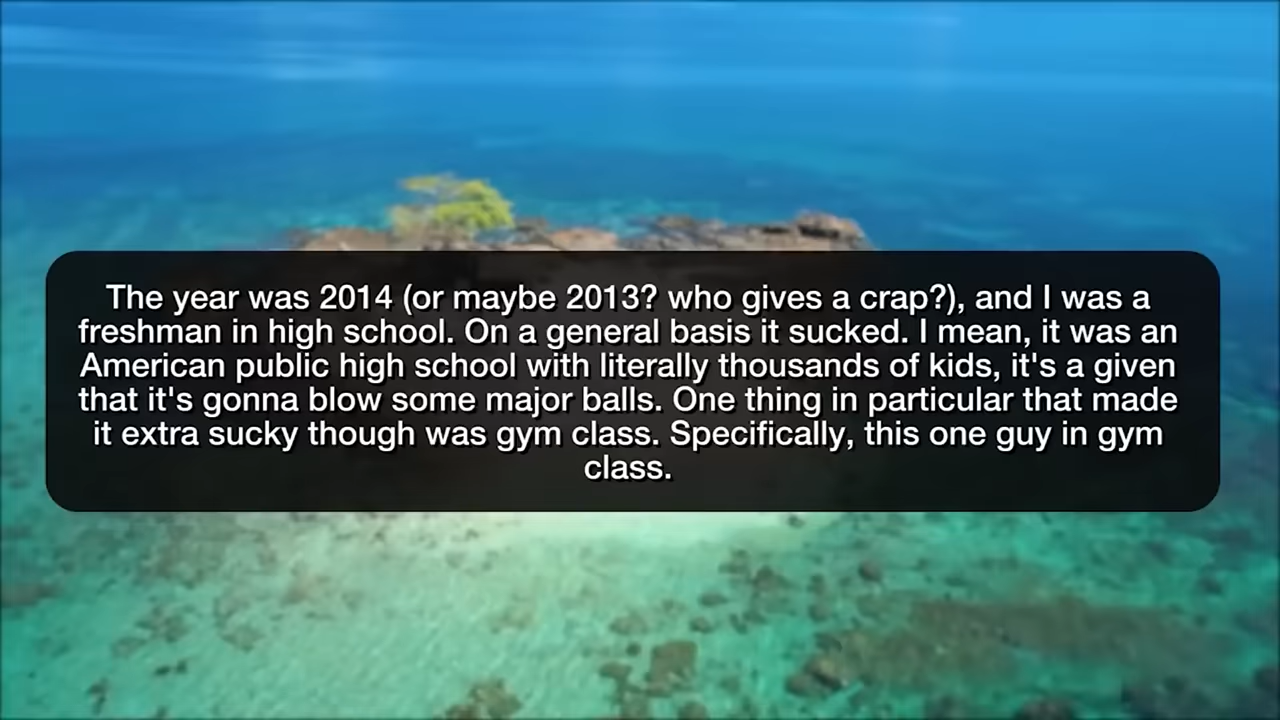 The year was 2014 (or maybe 2013? who gives a crap?), and I was a
freshman in high school. On a general basis it sucked. I mean, it was an
American public high school with literally thousands of kids, it's a given
that it's gonna blow some major balls. One thing in particular that made
it extra sucky though was gym class. Specifically, this one guy in gym
class.